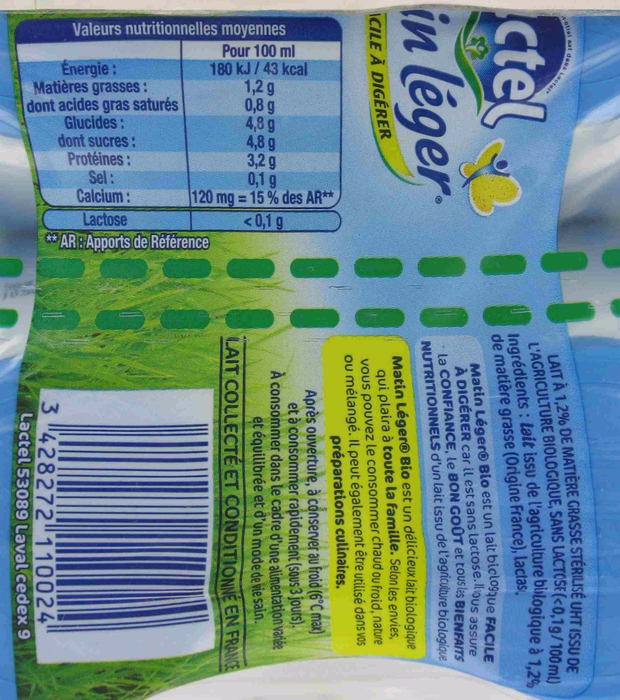 Valeurs nutritionnelles moyennes
Pour 100 ml
Énergie : 180 kJ / 43 kcal
Matières grasses : 1,2 g
dont acides gras saturés 0,8 g
Glucides : 4,8 g
dont sucres : 4,8 g
Protéines : 3,2 g
Sel : 0,1 g
Calcium : 120 mg = 15 % des AR**
Lactose < 0,1 g
** AR : Apports de Référence
ctel
in léger®
CILE À DIGÉRER
LAIT À 1,2% DE MATIÈRE GRASSE STÉRILISÉ UHT ISSU DE
L'AGRICULTURE BIOLOGIQUE, SANS LACTOSE (<0,1g/100ml)
Ingrédients : Lait issu de l'agriculture biologique à 1,2%
de matière grasse (Origine France), lactas
Matin Léger® Bio est un lait biologique FACILE
À DIGÉRER car il est sans lactose. Il vous assure
la CONFIANCE, le BON GOÛT et tous les BIENFAITS
NUTRITIONNELS d'un lait issu de l'agriculture biologique.
Matin Léger® Bio est un délicieux lait biologique
qui plaira à toute la famille. Selon les envies,
vous pouvez le consommer chaud ou froid, nature
ou mélangé. Il peut également être utilisé dans vos
préparations culinaires.
Après ouverture, à conserver au froid (6°C max)
et à consommer rapidement (sous 3 jours).
À consommer dans le cadre d'une alimentation variée
et équilibrée et d'un mode de vie sain.
LAIT COLLECTÉ ET CONDITIONNÉ EN FRANCE
3 428272 110024
Lactel 53089 Laval cedex 9